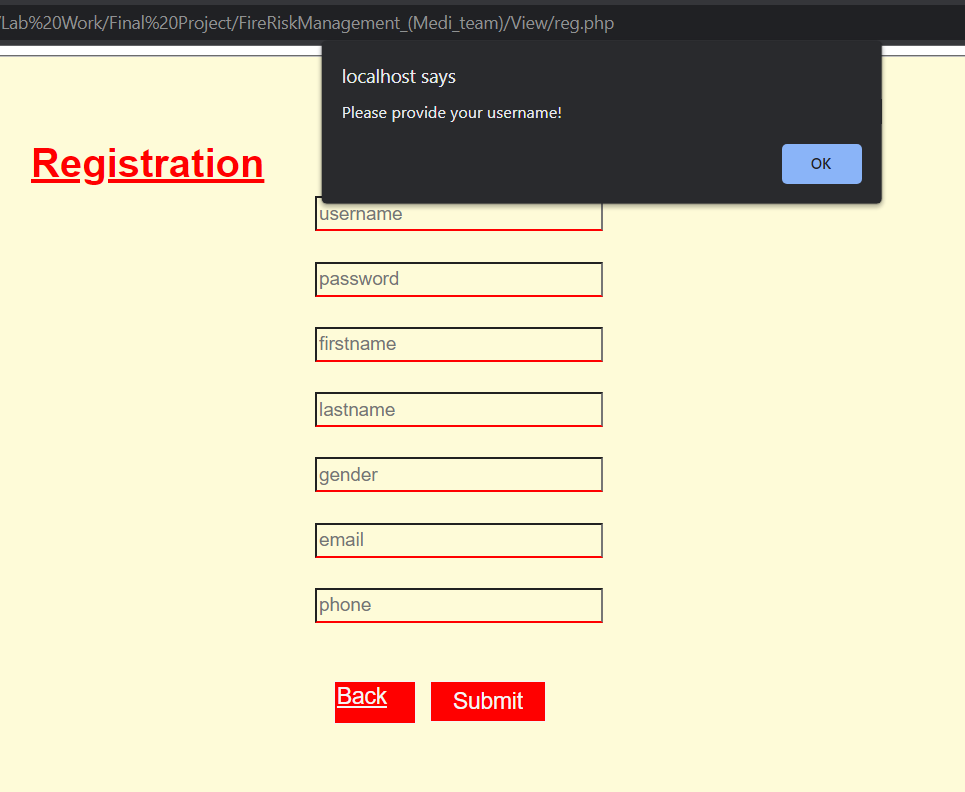 /Lab%20Work/Final%20Project/FireRiskManagement_(Medi_team)/View/reg.php
localhost says
Please provide your username!
OK
Registration
username
password
firstname
lastname
gender
email
phone
Back Submit